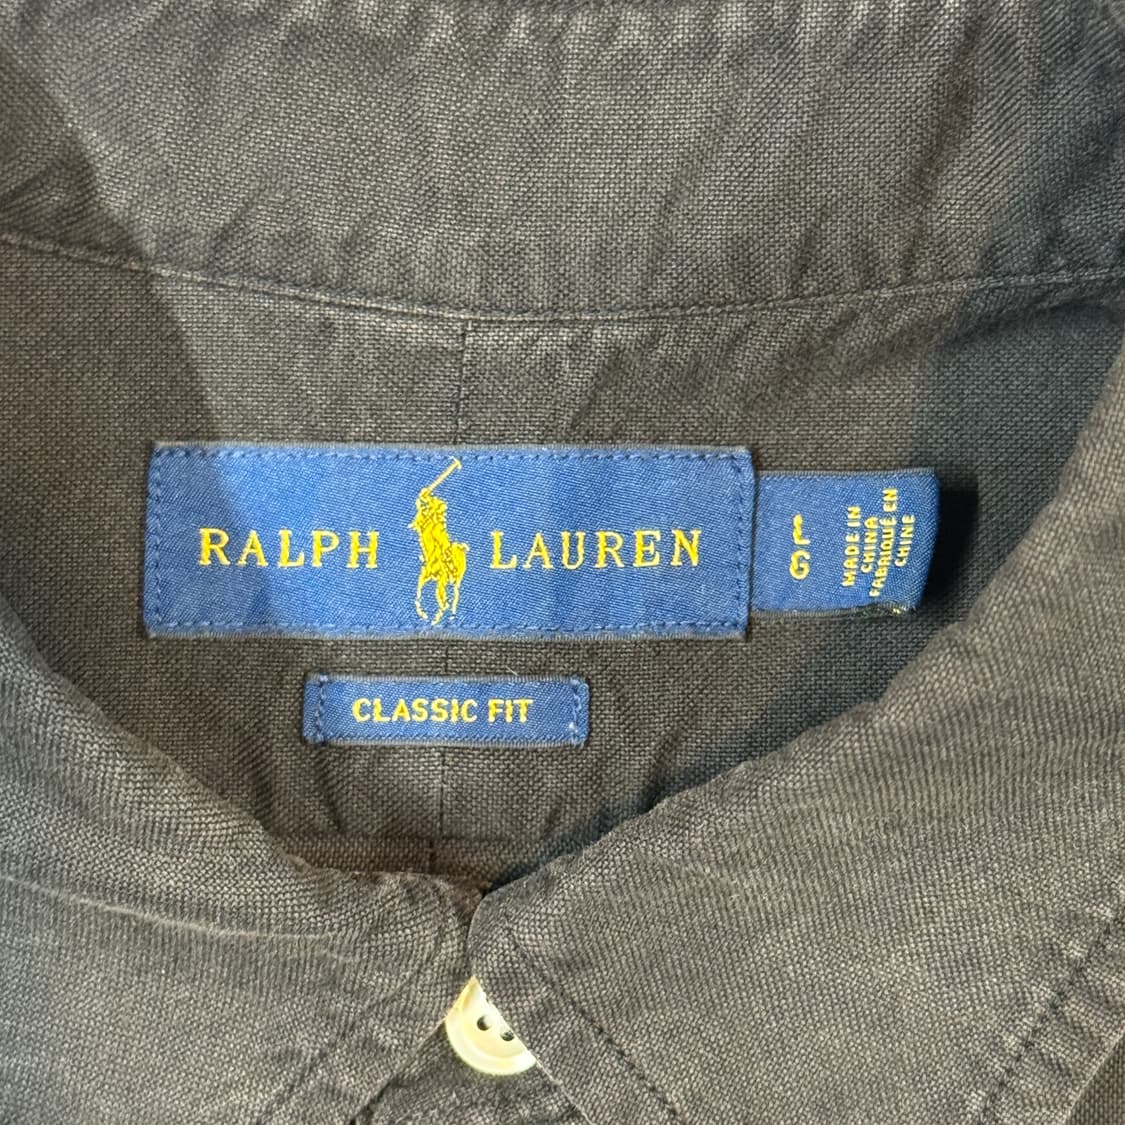 RALPH LAUREN
L
G
MADE IN
CHINA
FABRIQUÉ EN
CHINE
CLASSIC FIT